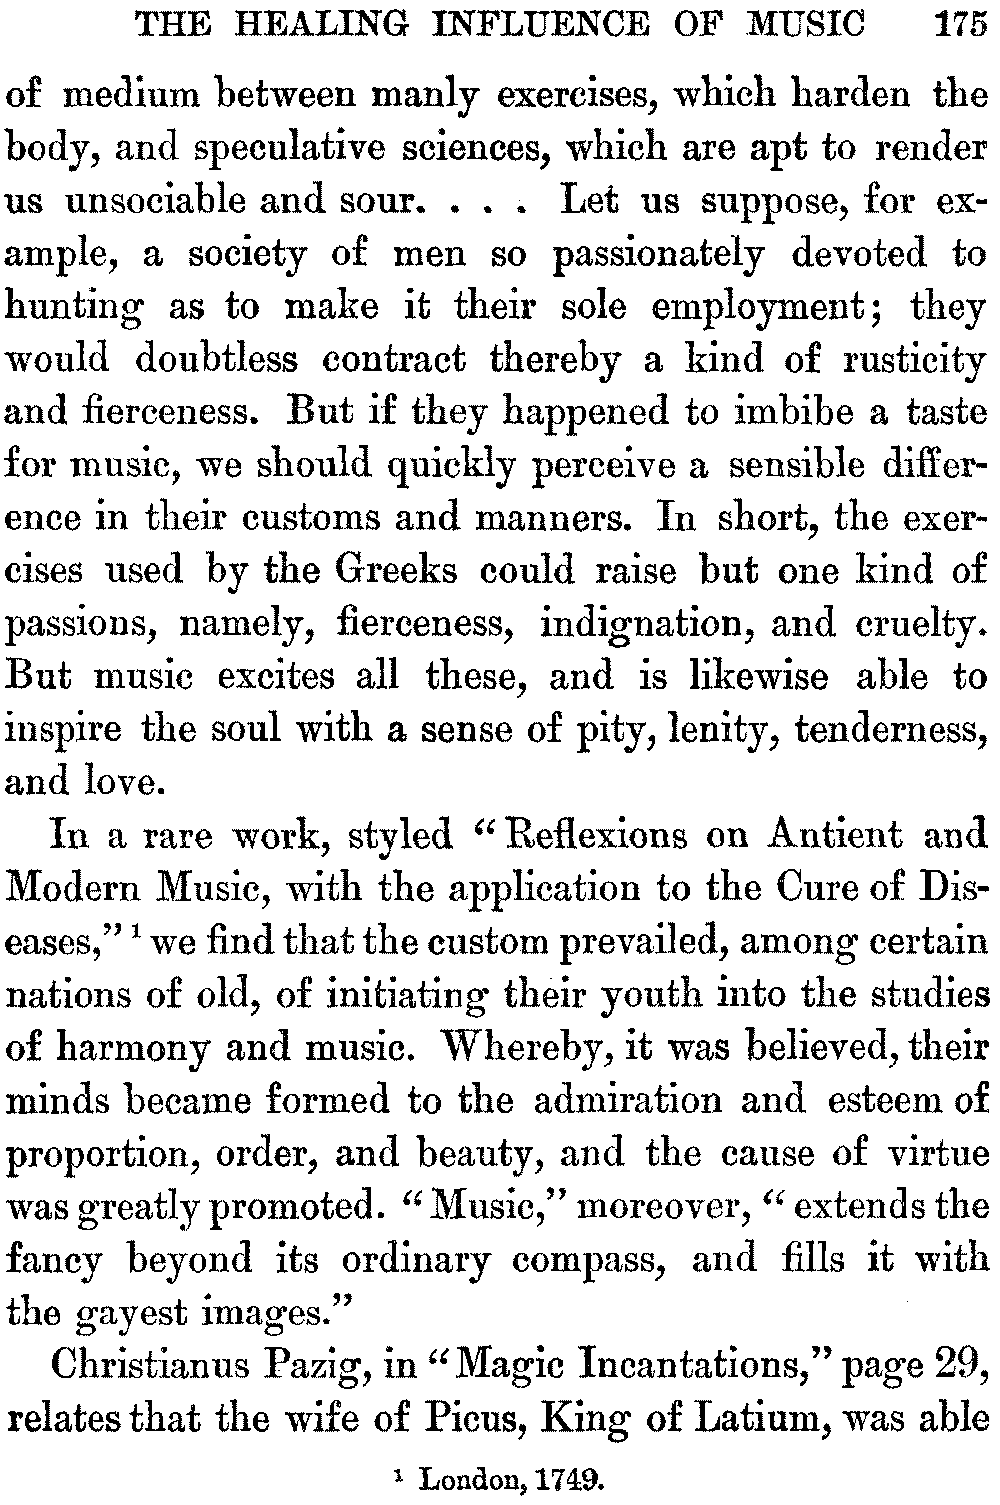 THE HEALING INFLUENCE OF MUSIC 175
of medium between manly exercises, which harden the
body, and speculative sciences, which are apt to render
us unsociable and sour. . . . Let us suppose, for ex-
ample, a society of men so passionately devoted to
hunting as to make it their sole employment; they
would doubtless contract thereby a kind of rusticity
and fierceness. But if they happened to imbibe a taste
for music, we should quickly perceive a sensible differ-
ence in their customs and manners. In short, the exer-
cises used by the Greeks could raise but one kind of
passions, namely, fierceness, indignation, and cruelty.
But music excites all these, and is likewise able to
inspire the soul with a sense of pity, lenity, tenderness,
and love.
In a rare work, styled “Reflexions on Antient and
Modern Music, with the application to the Cure of Dis-
eases,” ¹ we find that the custom prevailed, among certain
nations of old, of initiating their youth into the studies
of harmony and music. Whereby, it was believed, their
minds became formed to the admiration and esteem of
proportion, order, and beauty, and the cause of virtue
was greatly promoted. “Music,” moreover, “extends the
fancy beyond its ordinary compass, and fills it with
the gayest images.”
Christianus Pazig, in “Magic Incantations,” page 29,
relates that the wife of Picus, King of Latium, was able
¹ London, 1749.